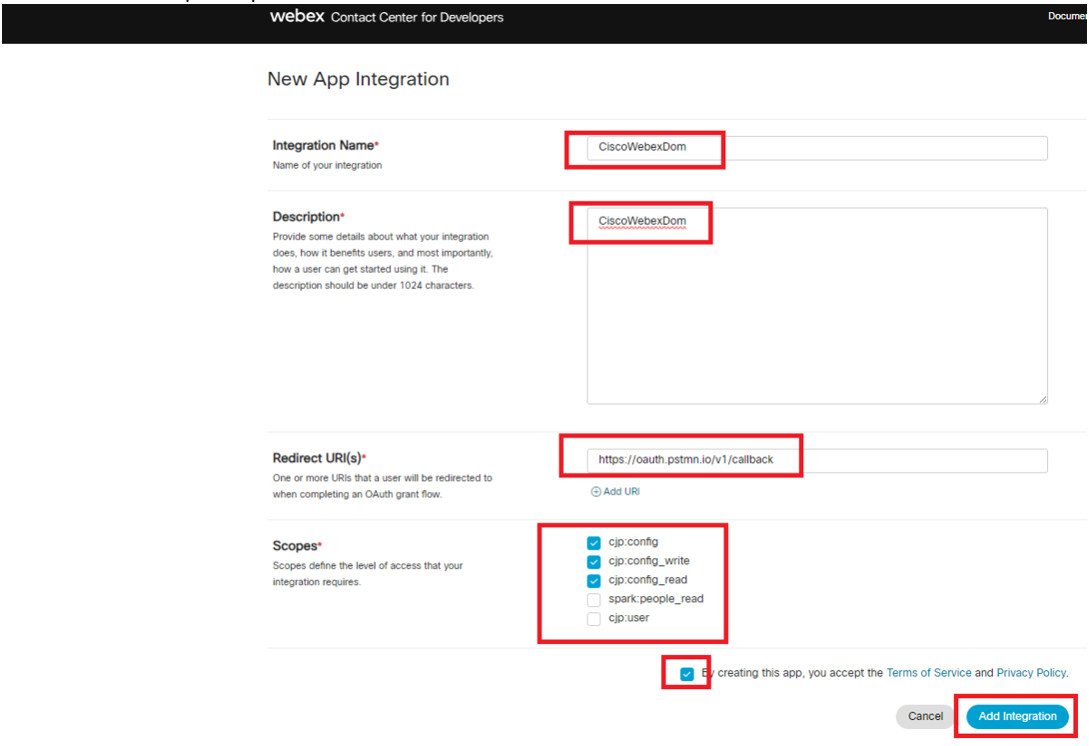 webex Contact Center for Developers
New App Integration
Integration Name*
CiscoWebexDom
Name of your integration
Description*
CiscoWebexDom
Provide some details about what your integration
does, how it benefits users, and most importantly,
how a user can get started using it. The
description should be under 1024 characters.
Redirect URI(s)*
https://oauth.pstmn.io/v1/callback
One or more URIs that a user will be redirected to
when completing an OAuth grant flow.
Add URI
Scopes*
Scopes define the level of access that your
integration requires.
cjp:config
cjp:config_write
cjp:config_read
spark:people_read
cjp:user
By creating this app, you accept the Terms of Service and Privacy Policy.
Cancel
Add Integration